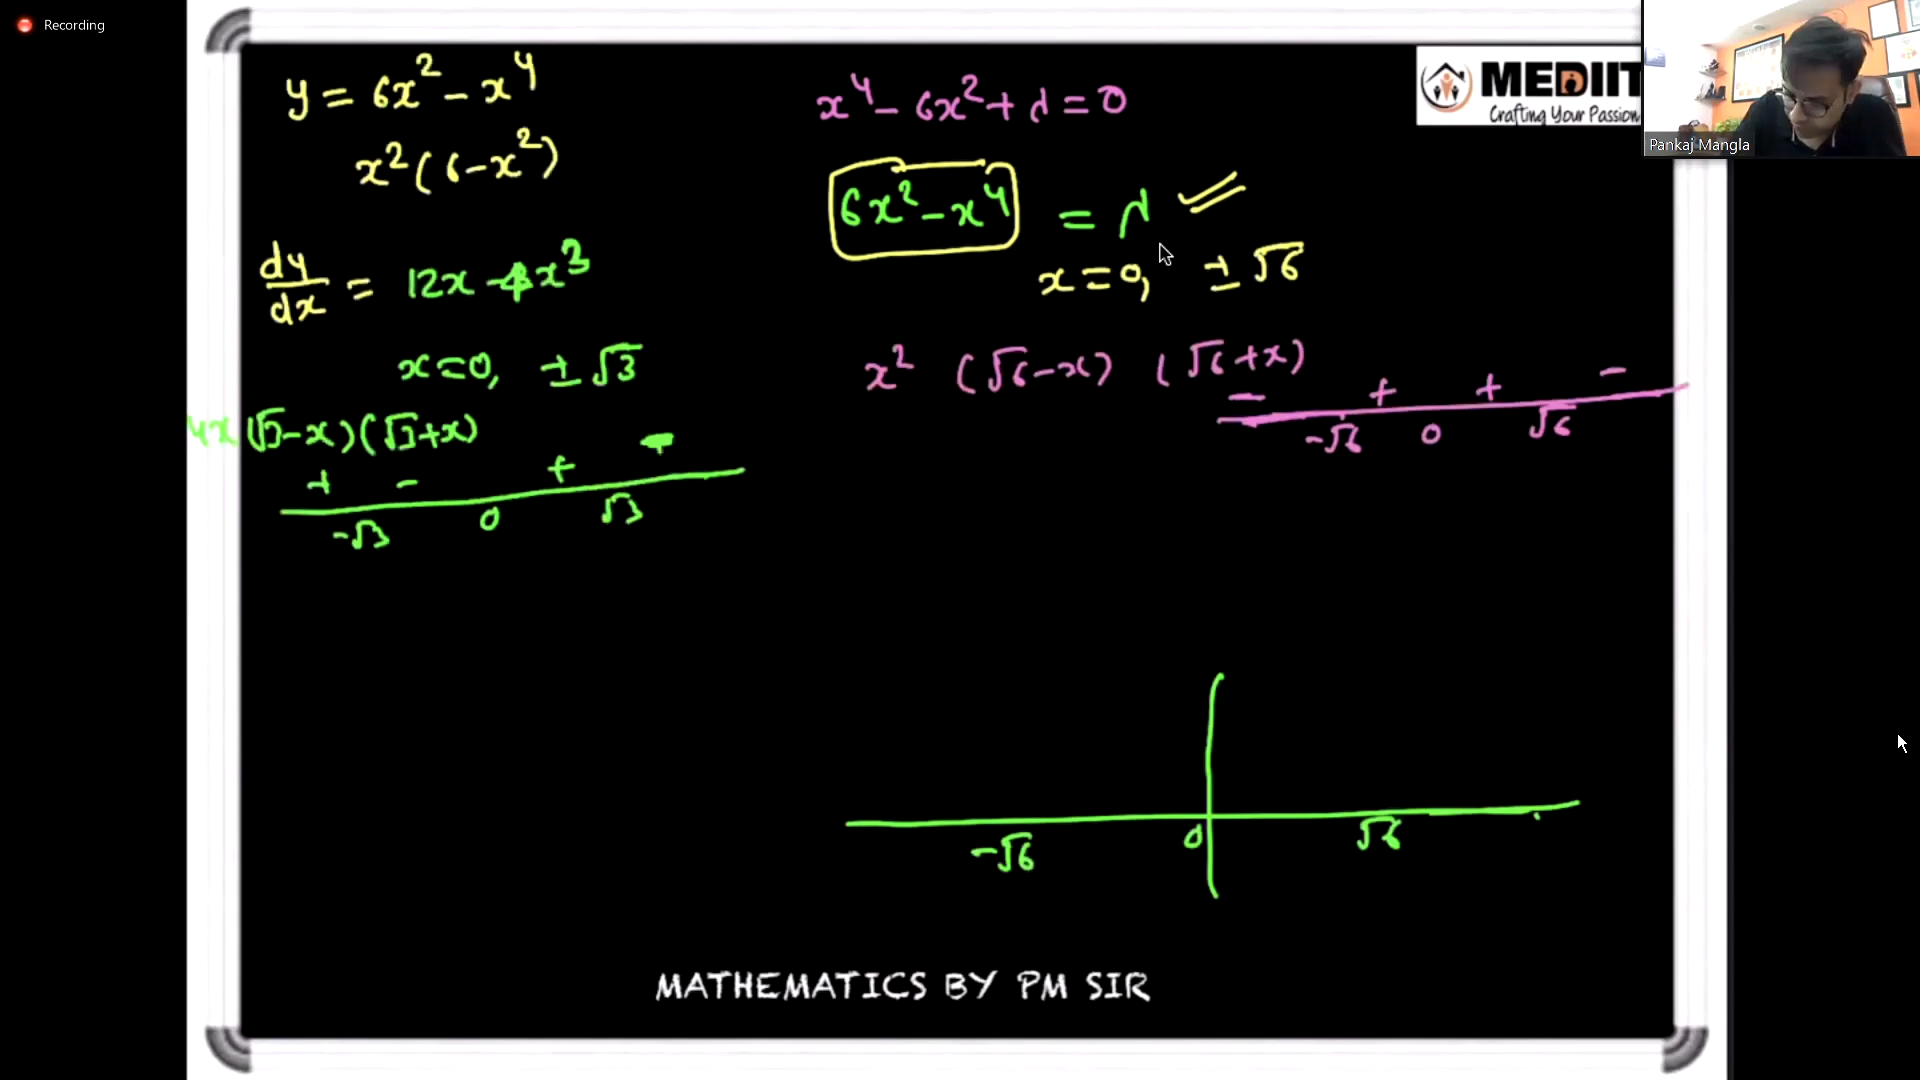 Recording
y = 6x² - x⁴
x²(6-x²)
dy/dx = 12x - 4x³
x=0, ±√3
4x(√3-x)(√3+x)
+ - + -
-√3 0 √3
x⁴ - 6x² + λ = 0
6x² - x⁴ = λ
x=0, ±√6
x² (√6-x) (√6+x)
- + + -
-√6 0 √6
-√6 0 √6
MEDIIT
Crafting Your Passion
Pankaj Mangla
MATHEMATICS BY PM SIR